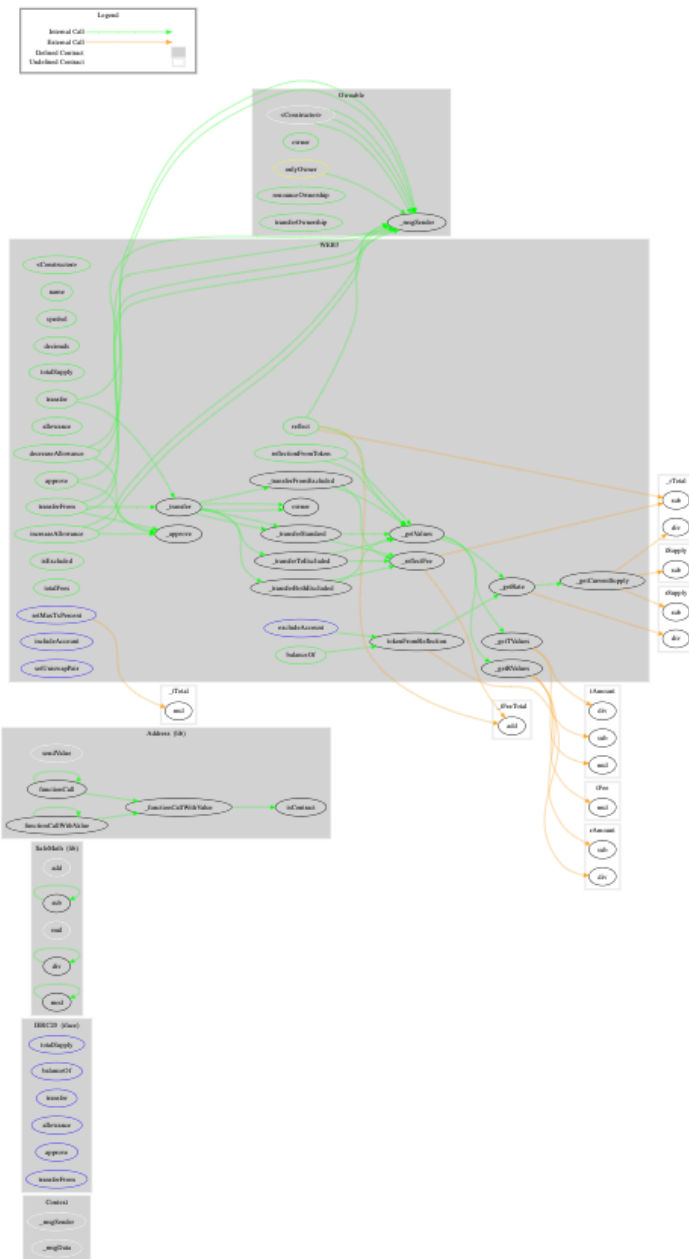 Legend
Internal Call
External Call
Defined Contract
Undefined Contract
Ownable
<Constructor>
owner
onlyOwner
renounceOwnership
transferOwnership
_msgSender
<Constructor>
name
symbol
decimals
totalSupply
transfer
allowance
decreaseAllowance
approve
transferFrom
increaseAllowance
isExcluded
totalFees
setMaxTxPercent
includeAccount
setUniswapPair
_transfer
_approve
reflect
reflectionFromToken
_transferFromExcluded
owner
_transferStandard
_transferToExcluded
_transferBothExcluded
excludeAccount
balanceOf
_getValues
_reflectFee
tokenFromReflection
_getRate
_getTValues
_getRValues
_getCurrentSupply
_rTotal
sub
div
tSupply
sub
rSupply
sub
div
_tTotal
mul
_tFeeTotal
add
tAmount
div
sub
mul
tFee
mul
rAmount
sub
div
Address (lib)
sendValue
functionCall
functionCallWithValue
_functionCallWithValue
isContract
SafeMath (lib)
add
sub
mod
div
mul
IERC20 (iface)
totalSupply
balanceOf
transfer
allowance
approve
transferFrom
Context
_msgSender
_msgData